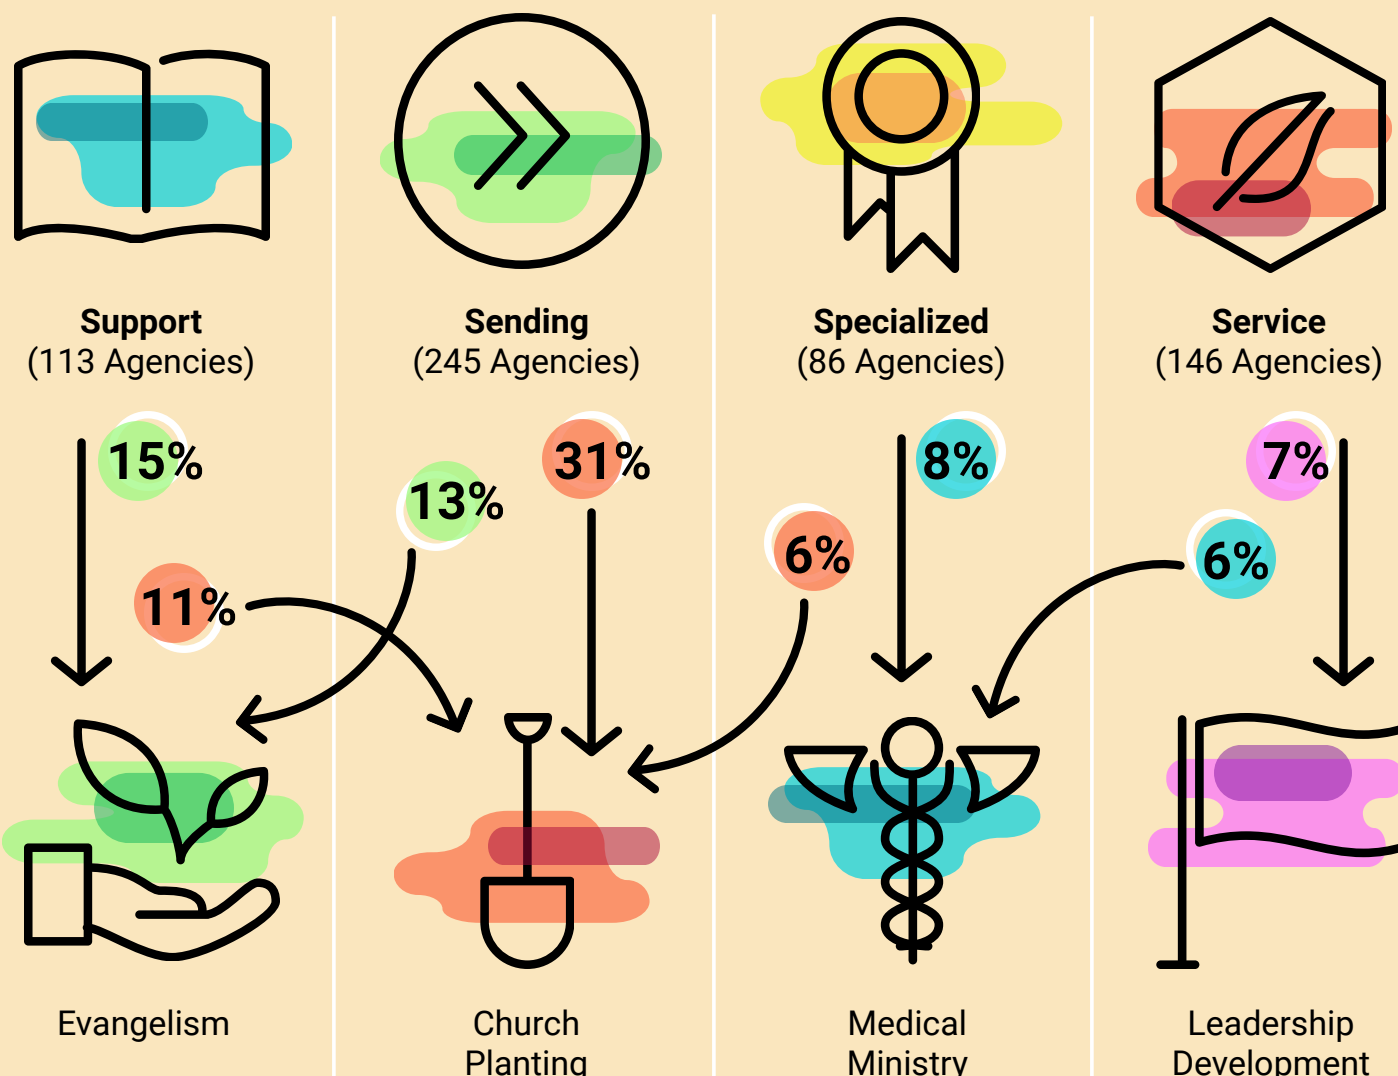 Support
(113 Agencies)
Sending
(245 Agencies)
Specialized
(86 Agencies)
Service
(146 Agencies)
15%
11%
13%
31%
6%
8%
7%
6%
Evangelism
Church
Planting
Medical
Ministry
Leadership
Development